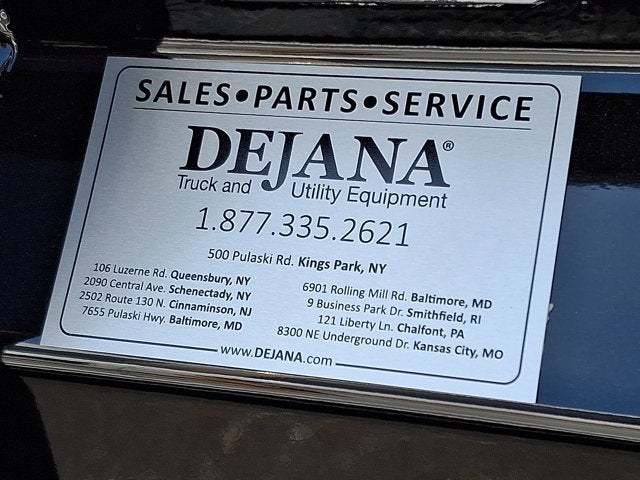 SALES•PARTS•SERVICE
DEJANA®
Truck and Utility Equipment
1.877.335.2621
500 Pulaski Rd. Kings Park, NY
106 Luzerne Rd. Queensbury, NY
2090 Central Ave. Schenectady, NY
2502 Route 130 N. Cinnaminson, NJ
7655 Pulaski Hwy. Baltimore, MD
6901 Rolling Mill Rd. Baltimore, MD
9 Business Park Dr. Smithfield, RI
121 Liberty Ln. Chalfont, PA
8300 NE Underground Dr. Kansas City, MO
www.DEJANA.com